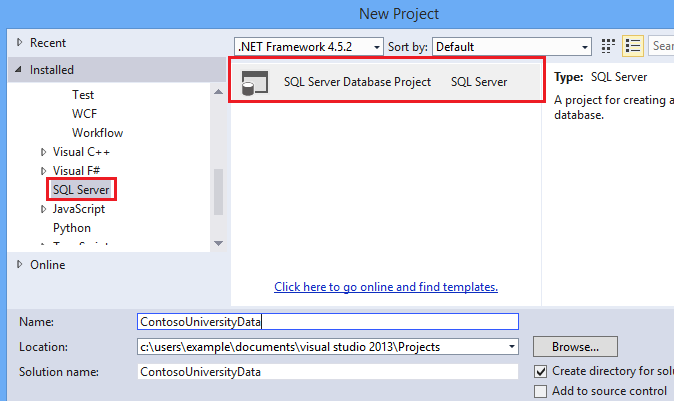 New Project
Recent
.NET Framework 4.5.2 Sort by: Default
Installed
SQL Server Database Project SQL Server
Type: SQL Server
A project for creating a
database.
Test
WCF
Workflow
Visual C++
Visual F#
SQL Server
JavaScript
Python
Online
Click here to go online and find templates.
Name: ContosoUniversityData
Location: c:\users\example\documents\visual studio 2013\Projects Browse...
Solution name: ContosoUniversityData
Create directory for
Add to source control